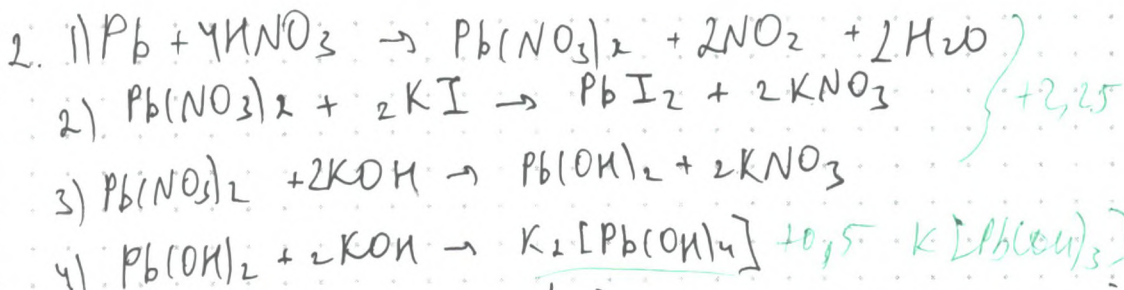 2. 1) Pb + 4HNO3 → Pb(NO3)2 + 2NO2 + 2H2O
+2,25
2) Pb(NO3)2 + 2KI → PbI2 + 2KNO3
3) Pb(NO3)2 + 2KOH → Pb(OH)2 + 2KNO3
4) Pb(OH)2 + 2KOH → K2[Pb(OH)4] +0,5 K[Pb(OH)3]